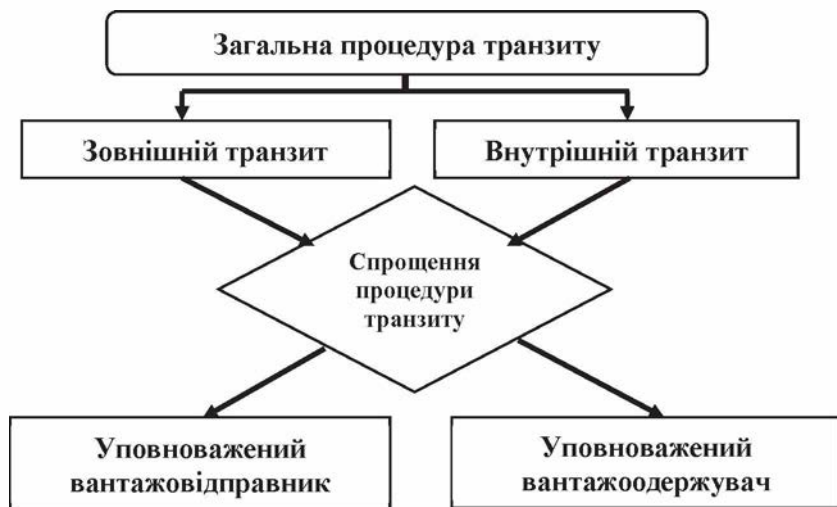 Загальна процедура транзиту
Зовнішній транзит
Внутрішній транзит
Спрощення
процедури
транзиту
Уповноважений
вантажовідправник
Уповноважений
вантажоодержувач